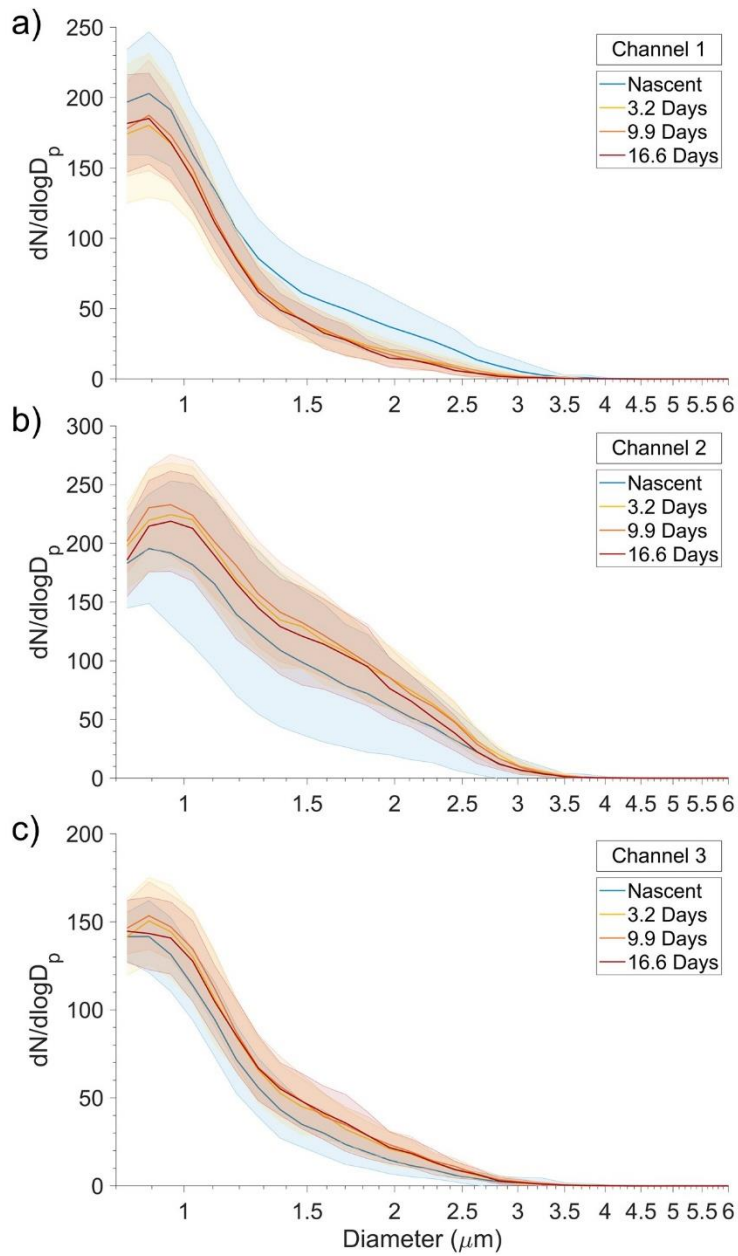 a)
250
200
150
100
50
0
dN/dlogD_p
Channel 1
Nascent
3.2 Days
9.9 Days
16.6 Days
1 1.5 2 2.5 3 3.5 4 4.5 5 5.5 6
b)
300
250
200
150
100
50
0
dN/dlogD_p
Channel 2
Nascent
3.2 Days
9.9 Days
16.6 Days
1 1.5 2 2.5 3 3.5 4 4.5 5 5.5 6
c)
200
150
100
50
0
dN/dlogD_p
Channel 3
Nascent
3.2 Days
9.9 Days
16.6 Days
1 1.5 2 2.5 3 3.5 4 4.5 5 5.5 6
Diameter (μm)